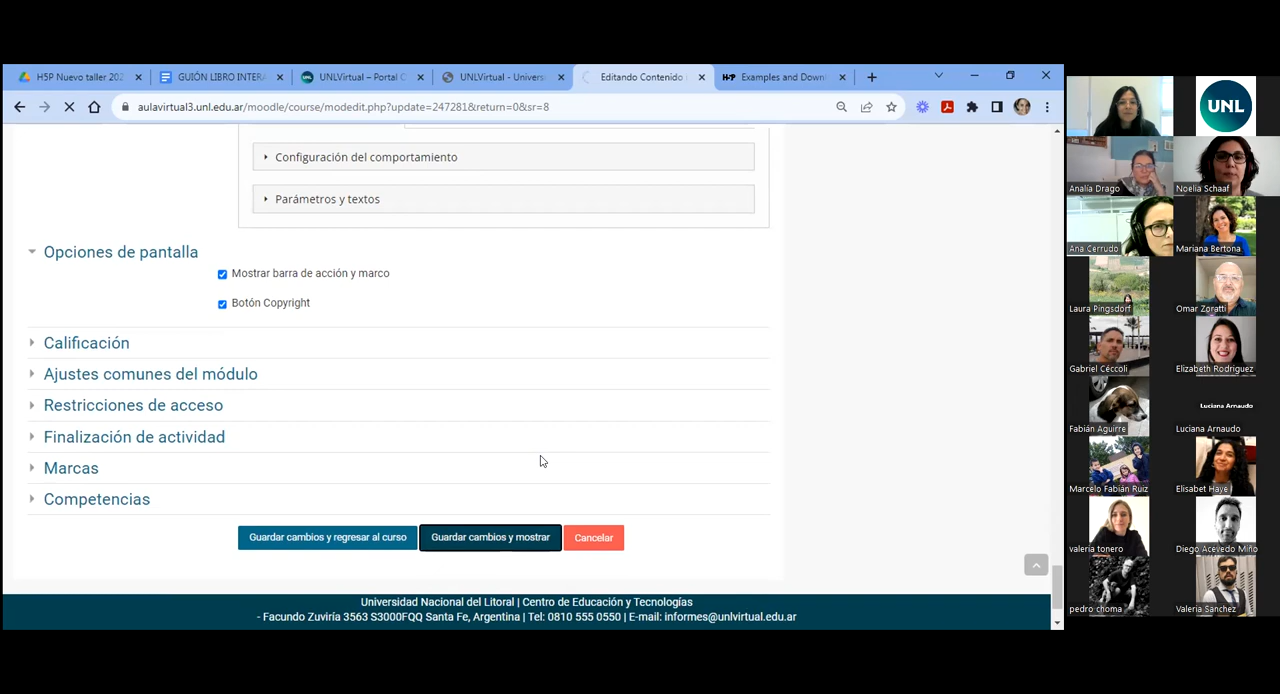 H5P Nuevo taller 202
GUIÓN LIBRO INTERA
UNLVirtual – Portal C
UNLVirtual - Univers
Editando Contenido
H-P Examples and Down
aulavirtual3.unl.edu.ar/moodle/course/modedit.php?update=247281&return=0&sr=8
Configuración del comportamiento
Parámetros y textos
Opciones de pantalla
Mostrar barra de acción y marco
Botón Copyright
Calificación
Ajustes comunes del módulo
Restricciones de acceso
Finalización de actividad
Marcas
Competencias
Guardar cambios y regresar al curso
Guardar cambios y mostrar
Cancelar
Universidad Nacional del Litoral | Centro de Educación y Tecnologías
- Facundo Zuviría 3563 S3000FQQ Santa Fe, Argentina | Tel: 0810 555 0550 | E-mail: informes@unlvirtual.edu.ar
UNL
Analía Drago
Noelia Schaaf
Ana Cerrudo
Mariana Bertona
Laura Pingsdorf
Omar Zoratti
Gabriel Céccoli
Elizabeth Rodriguez
Luciana Arnaudo
Fabián Aguirre
Luciana Arnaudo
Marcelo Fabián Ruiz
Elisabet Haye
valeria tonero
Diego Acevedo Miño
pedro choma
Valeria Sánchez